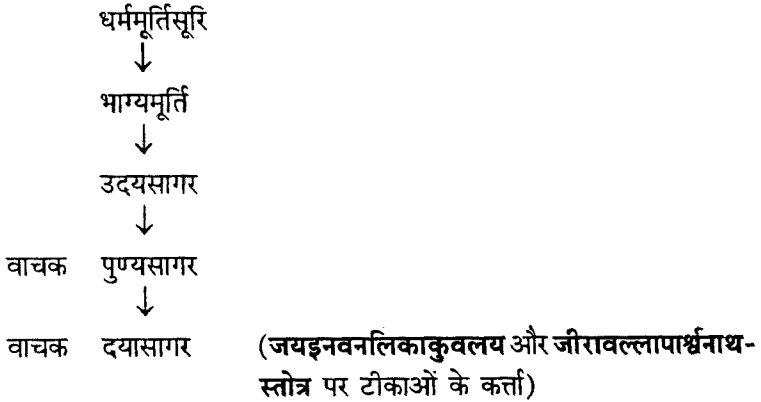 धर्ममूर्तिसूरि
↓
भाग्यमूर्ति
↓
उदयसागर
↓
वाचक पुण्यसागर
↓
वाचक दयासागर (जयइनवनलिकाकुवलय और जीरावल्लापार्श्वनाथ-
स्तोत्र पर टीकाओं के कर्त्ता)